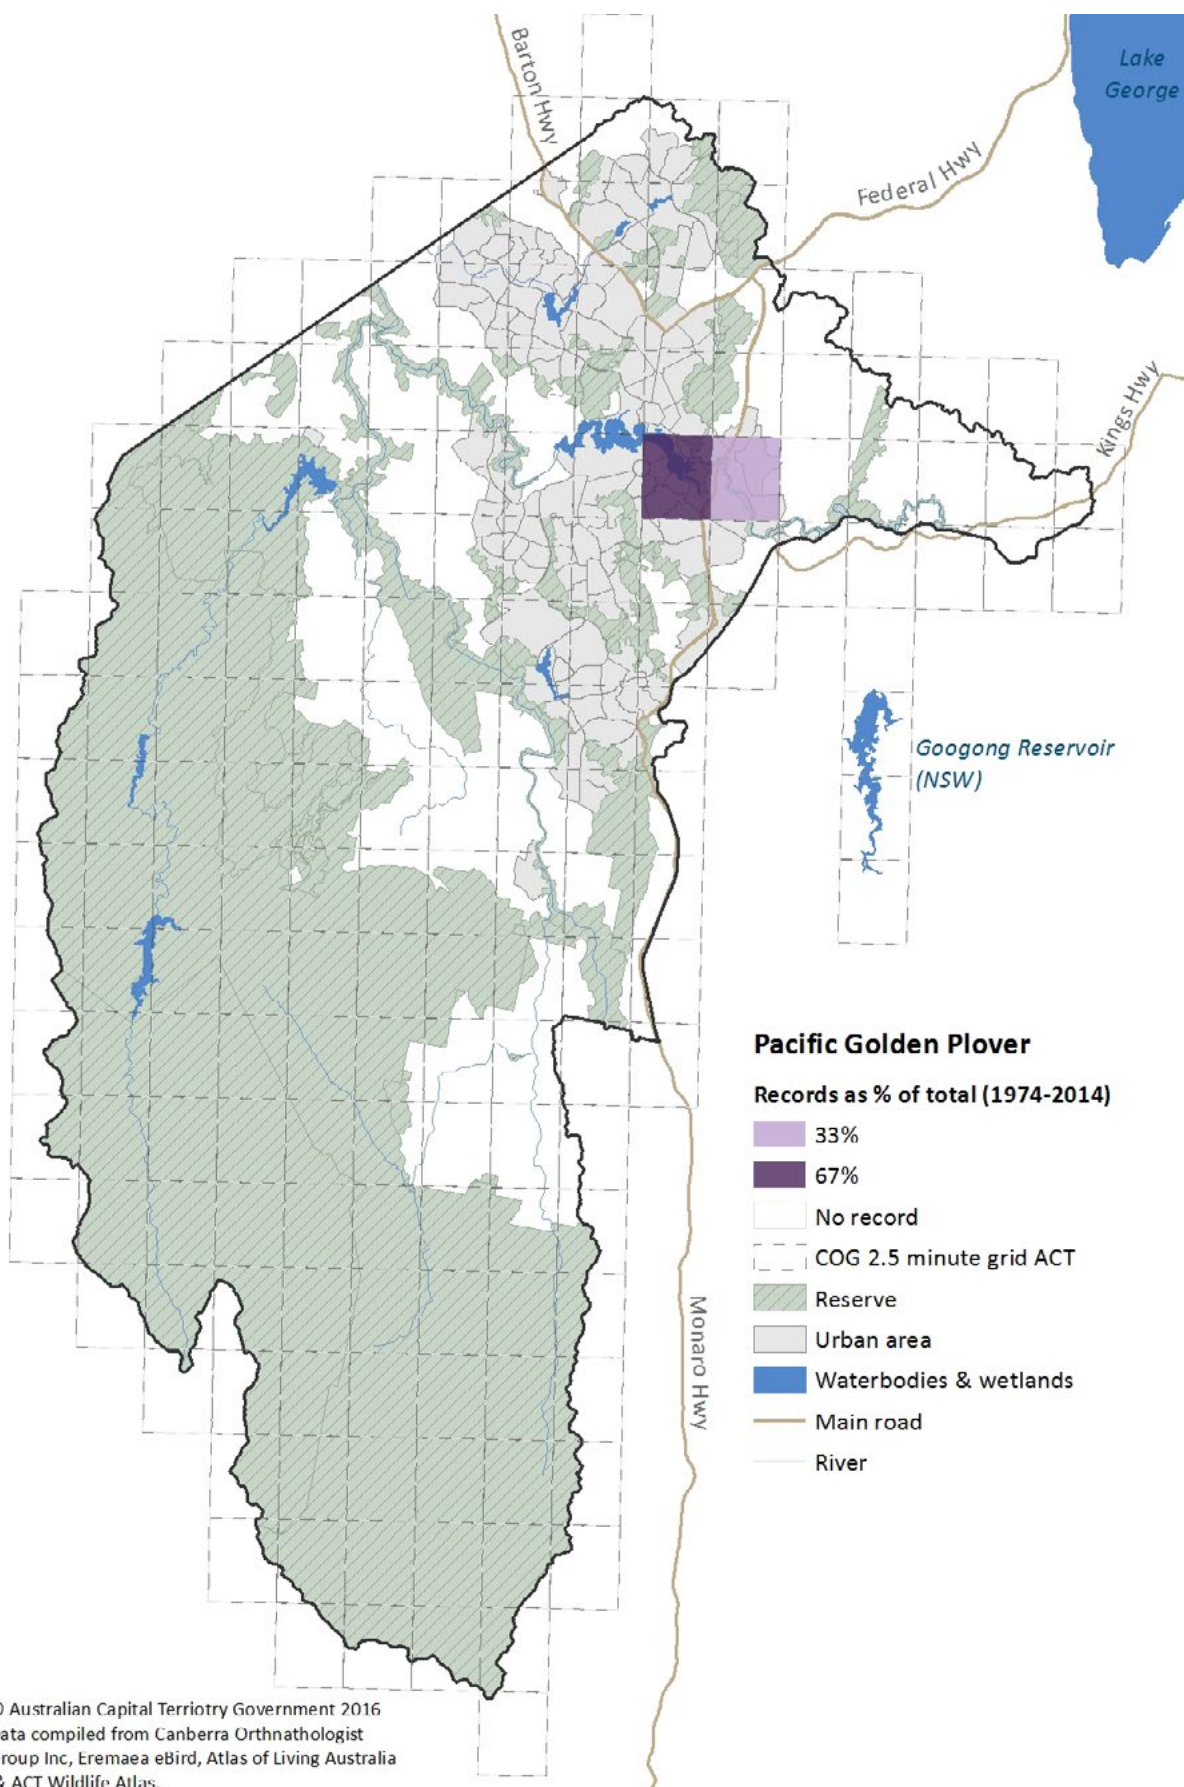 Barton Hwy
Lake
George
Federal Hwy
Kings Hwy
Googong Reservoir
(NSW)
Pacific Golden Plover
Records as % of total (1974-2014)
33%
67%
No record
COG 2.5 minute grid ACT
Reserve
Urban area
Waterbodies & wetlands
Main road
River
Monaro Hwy
Australian Capital Terriotry Government 2016
ata compiled from Canberra Orthnathologist
roup Inc, Eremaea eBird, Atlas of Living Australia
& ACT Wildlife Atlas.